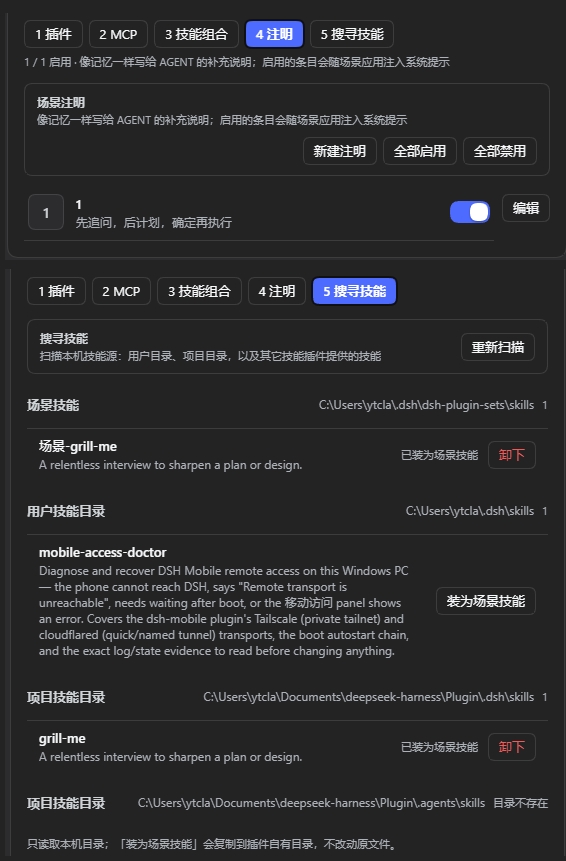 1 插件 2 MCP 3 技能组合 4 注明 5 搜寻技能
1 / 1 启用 · 像记忆一样写给 AGENT 的补充说明；启用的条目会随场景应用注入系统提示
场景注明
像记忆一样写给 AGENT 的补充说明；启用的条目会随场景应用注入系统提示
新建注明 全部启用 全部禁用
1
1
先追问，后计划，确定再执行
编辑
1 插件 2 MCP 3 技能组合 4 注明 5 搜寻技能
搜寻技能
扫描本机技能源：用户目录、项目目录，以及其它技能插件提供的技能
重新扫描
场景技能 C:\Users\ytcla\.dsh\dsh-plugin-sets\skills 1
场景-grill-me
A relentless interview to sharpen a plan or design.
已装为场景技能 卸下
用户技能目录 C:\Users\ytcla\.dsh\skills 1
mobile-access-doctor
Diagnose and recover DSH Mobile remote access on this Windows PC
— the phone cannot reach DSH, says "Remote transport is
unreachable", needs waiting after boot, or the 移动访问 panel shows
an error. Covers the dsh-mobile plugin's Tailscale (private tailnet) and
cloudflared (quick/named tunnel) transports, the boot autostart chain,
and the exact log/state evidence to read before changing anything.
装为场景技能
项目技能目录 C:\Users\ytcla\Documents\deepseek-harness\Plugin\.dsh\skills 1
grill-me
A relentless interview to sharpen a plan or design.
已装为场景技能 卸下
项目技能目录 C:\Users\ytcla\Documents\deepseek-harness\Plugin\.agents\skills 目录不存在
只读取本机目录；「装为场景技能」会复制到插件自有目录，不改动原文件。